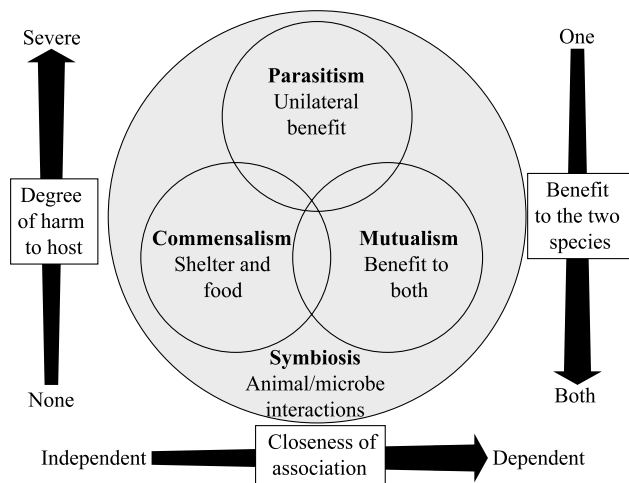 Severe
One
Parasitism
Unilateral
benefit
Degree
of harm
to host
Benefit
to the two
species
Commensalism
Shelter and
food
Mutualism
Benefit to
both
Symbiosis
Animal/microbe
interactions
None
Both
Independent
Closeness of
association
Dependent